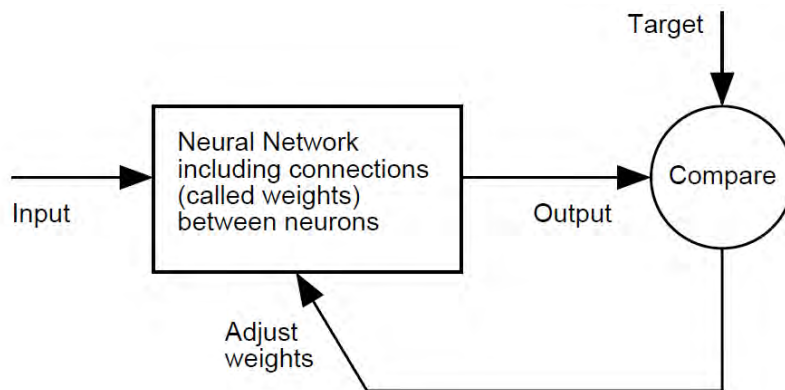 Target
Neural Network
including connections
(called weights)
between neurons
Compare
Input
Output
Adjust
weights